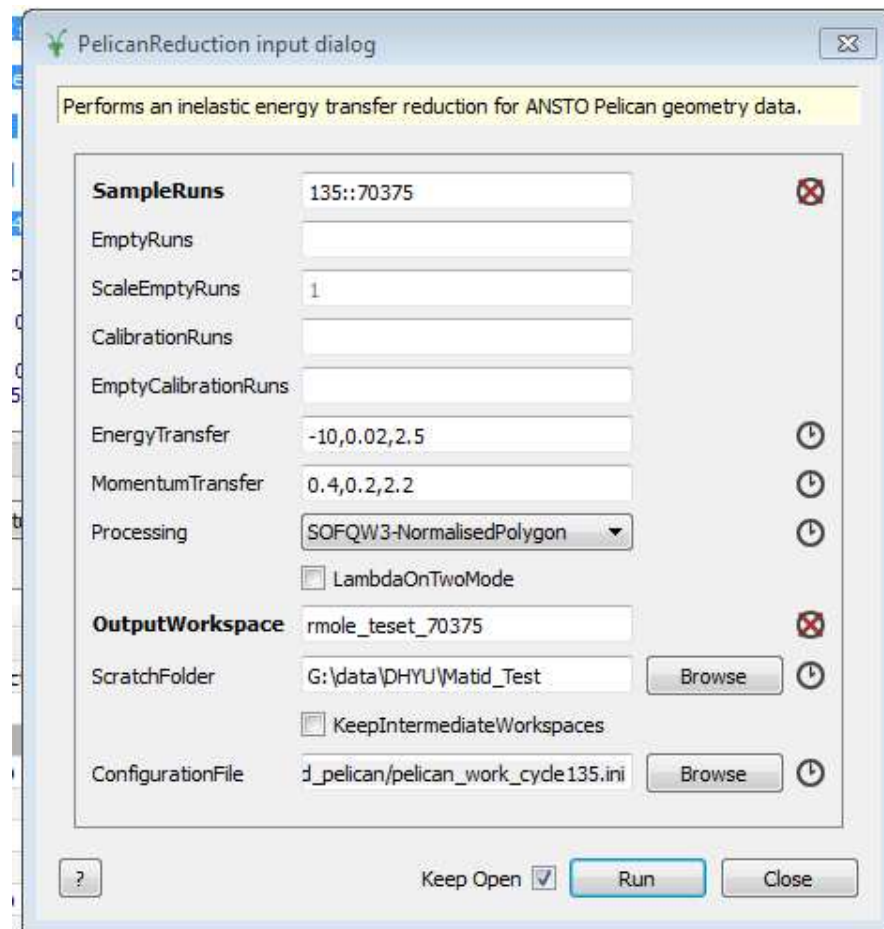 PelicanReduction input dialog
Performs an inelastic energy transfer reduction for ANSTO Pelican geometry data.
SampleRuns 135::70375
EmptyRuns
ScaleEmptyRuns 1
CalibrationRuns
EmptyCalibrationRuns
EnergyTransfer -10,0.02,2.5
MomentumTransfer 0.4,0.2,2.2
Processing SOFQW3-NormalisedPolygon
LambdaOnTwoMode
OutputWorkspace rmole_teset_70375
ScratchFolder G:\data\DHYU\Matid_Test Browse
KeepIntermediateWorkspaces
ConfigurationFile d_pelican/pelican_work_cycle135.ini Browse
? Keep Open Run Close